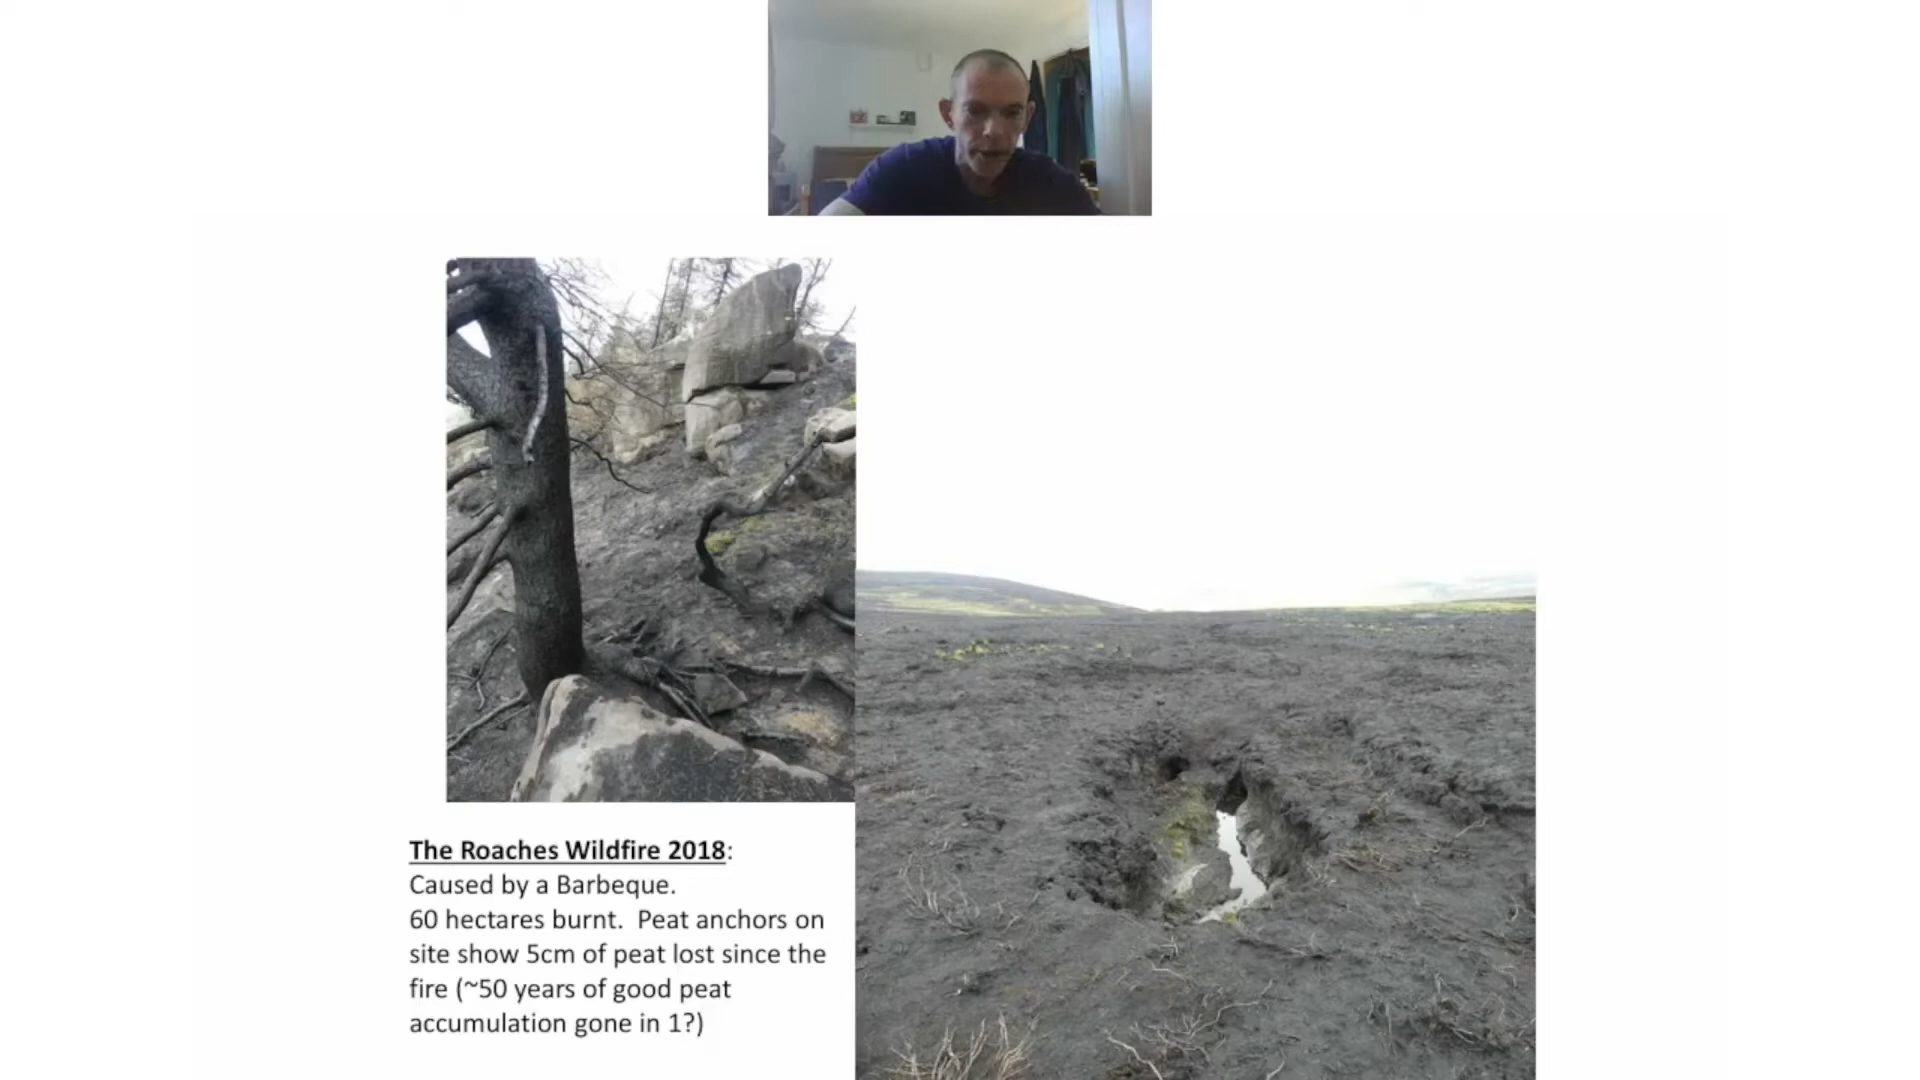 The Roaches Wildfire 2018:
Caused by a Barbeque.
60 hectares burnt.  Peat anchors on
site show 5cm of peat lost since the
fire (~50 years of good peat
accumulation gone in 1?)